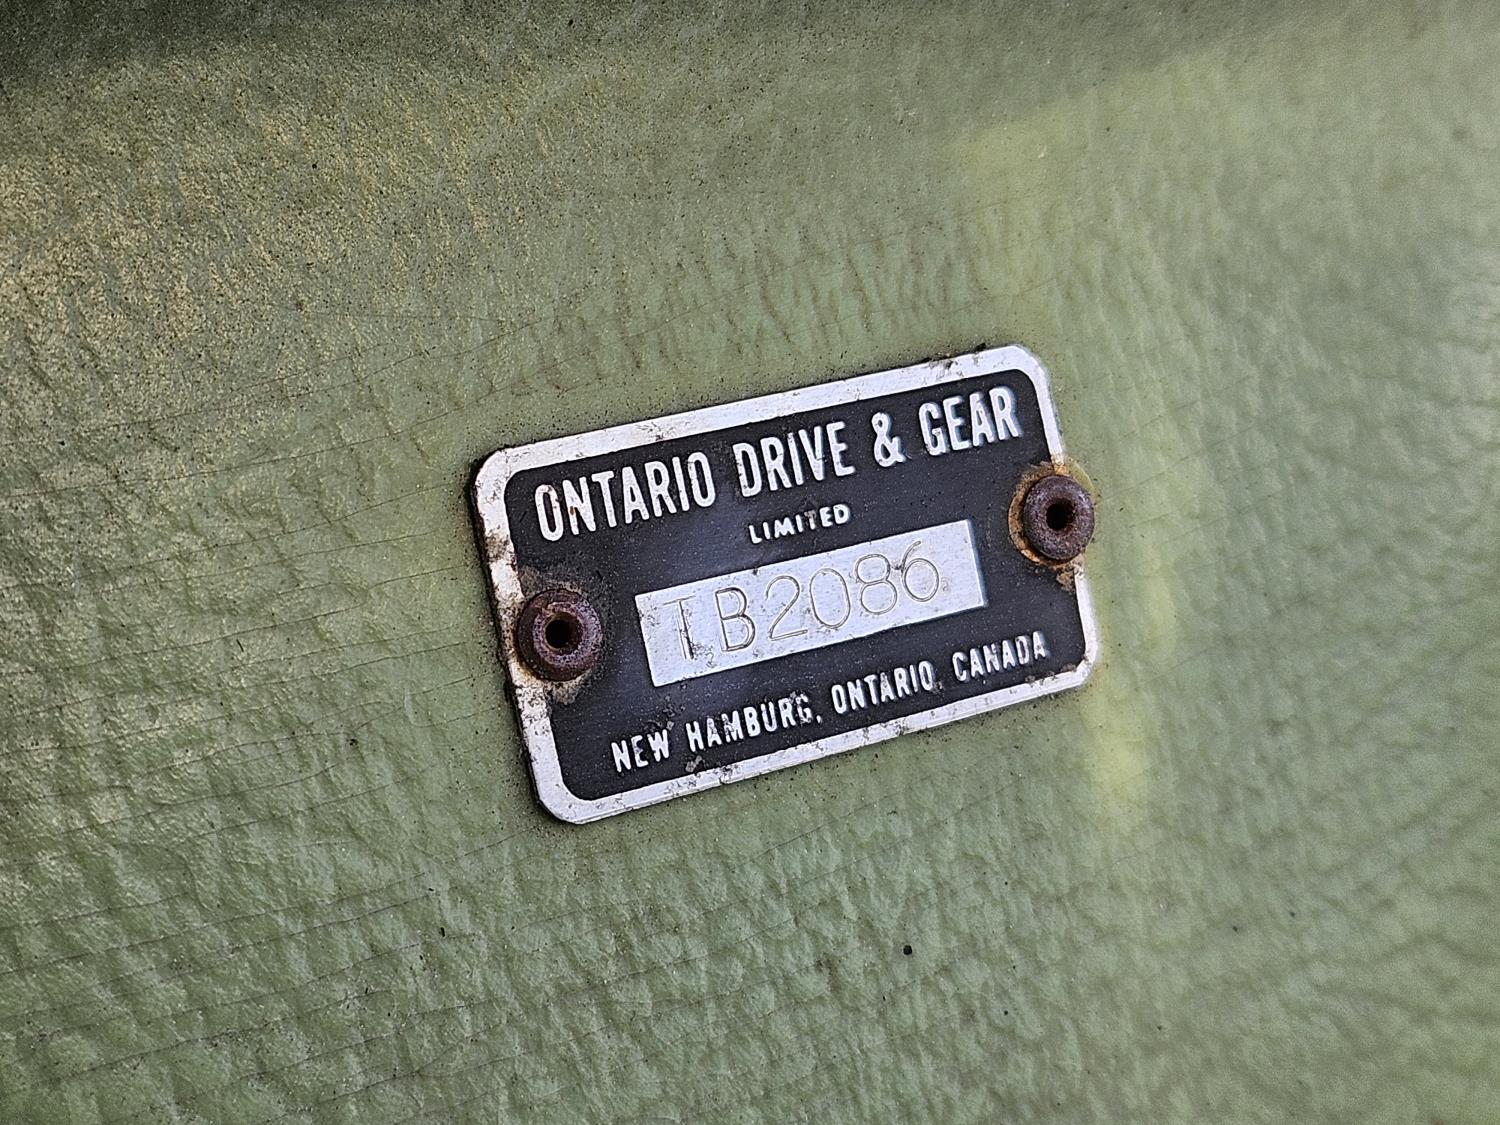 ONTARIO DRIVE & GEAR
LIMITED
TB2086
NEW HAMBURG, ONTARIO, CANADA